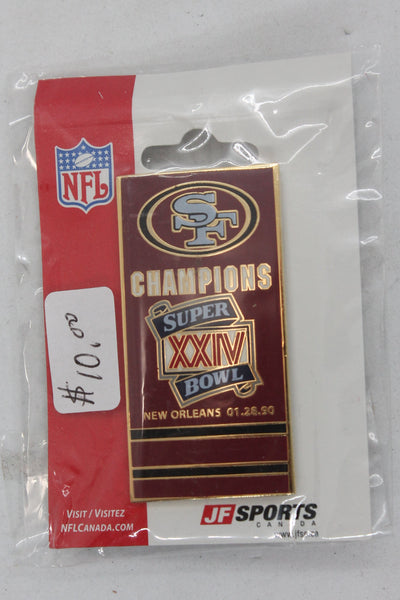 NFL
SF
CHAMPIONS
SUPER
XXIV
BOWL
NEW ORLEANS 01.28.90
$10.00
VISIT / VISITEZ
NFLCANADA.COM
JF SPORTS
CANADA